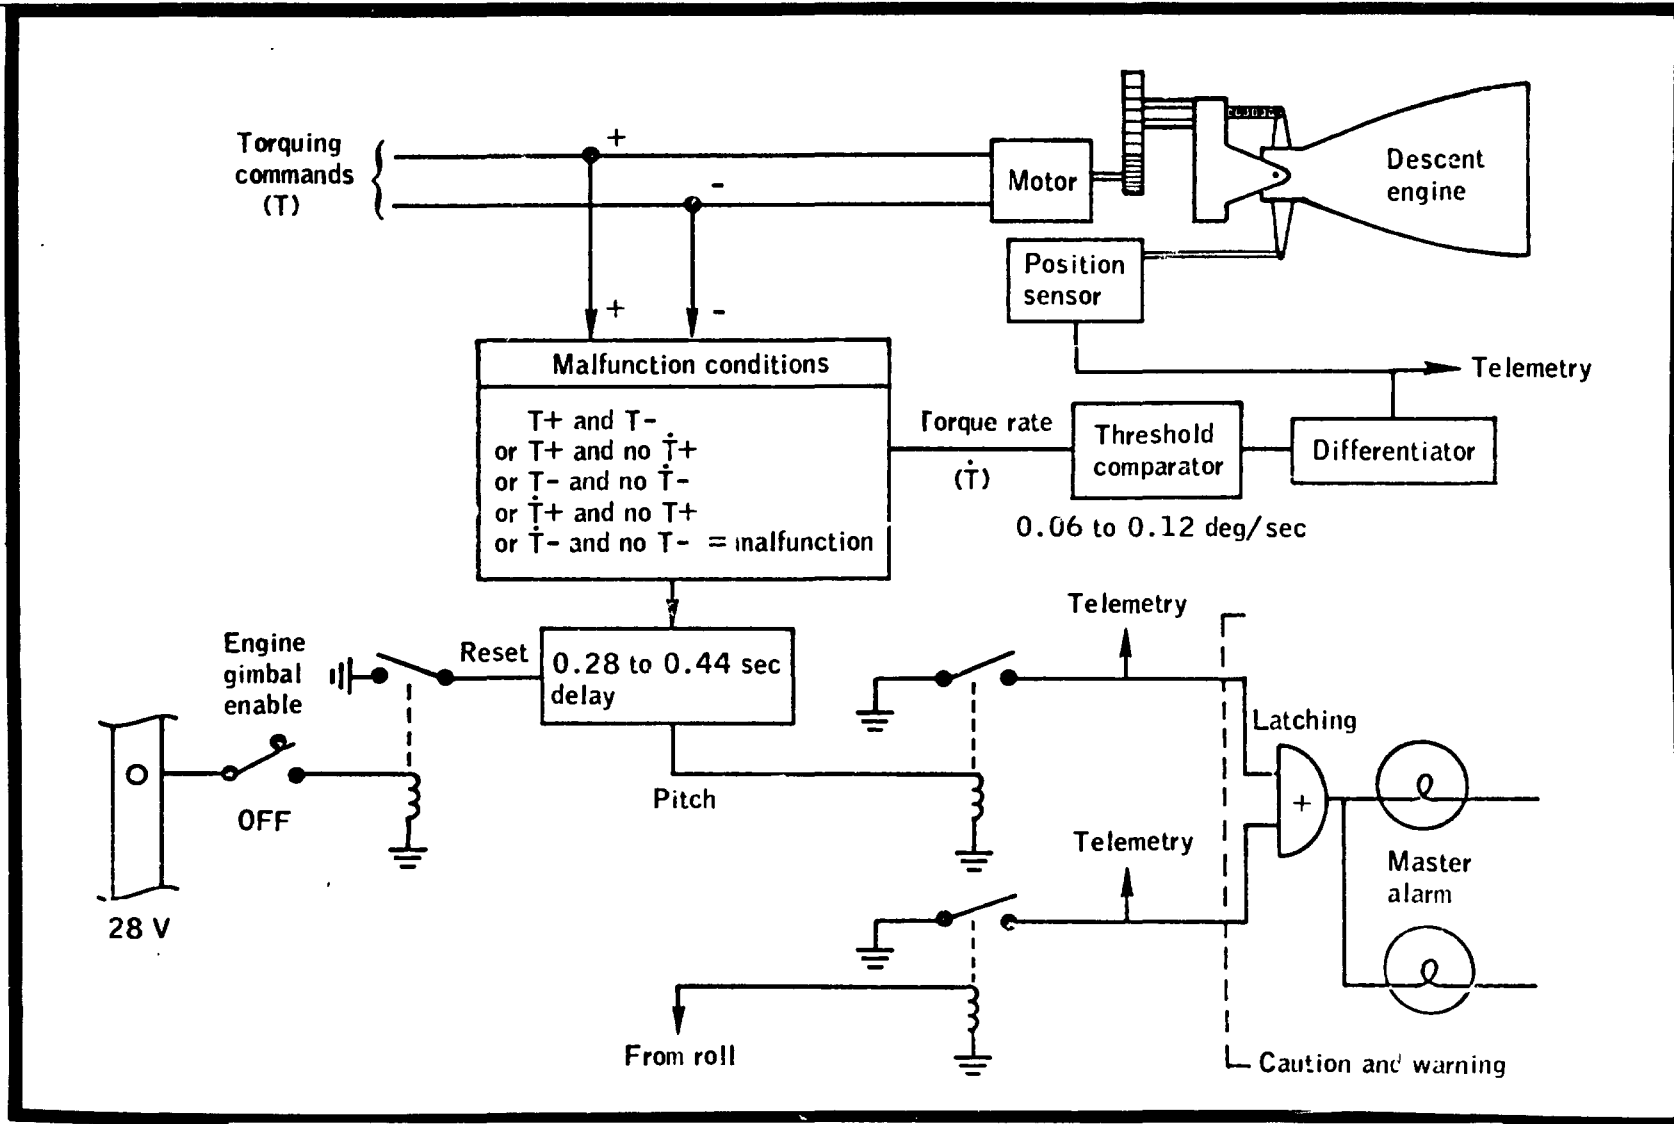 Torquing
commands
(T)
+
-
Motor
Descent
engine
Position
sensor
+
-
Telemetry
Malfunction conditions
T+ and T-
or T+ and no Ṫ+
or T- and no Ṫ-
or Ṫ+ and no T+
or Ṫ- and no T- = malfunction
Torque rate
(Ṫ)
Threshold
comparator
Differentiator
0.06 to 0.12 deg/sec
Engine
gimbal
enable
Reset
0.28 to 0.44 sec
delay
Telemetry
Latching
OFF
Pitch
+
28 V
Telemetry
Master
alarm
From roll
Caution and warning